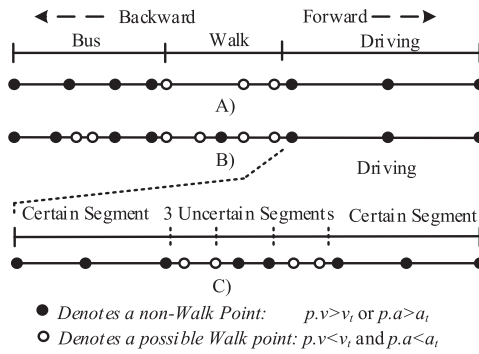 Backward Forward
Bus Walk Driving
A)
B)
Driving
Certain Segment 3 Uncertain Segments Certain Segment
C)
Denotes a non-Walk Point: p.v>vt or p.a>at
Denotes a possible Walk point: p.v<vt and p.a<at